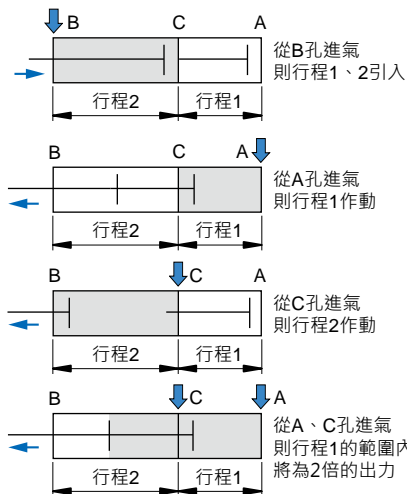 B C A
從B孔進氣
則行程1、2引入
行程2 行程1
B C A
從A孔進氣
則行程1作動
行程2 行程1
B C A
從C孔進氣
則行程2作動
行程2 行程1
B C A
從A、C孔進氣
則行程1的範圍內
將為2倍的出力
行程2 行程1